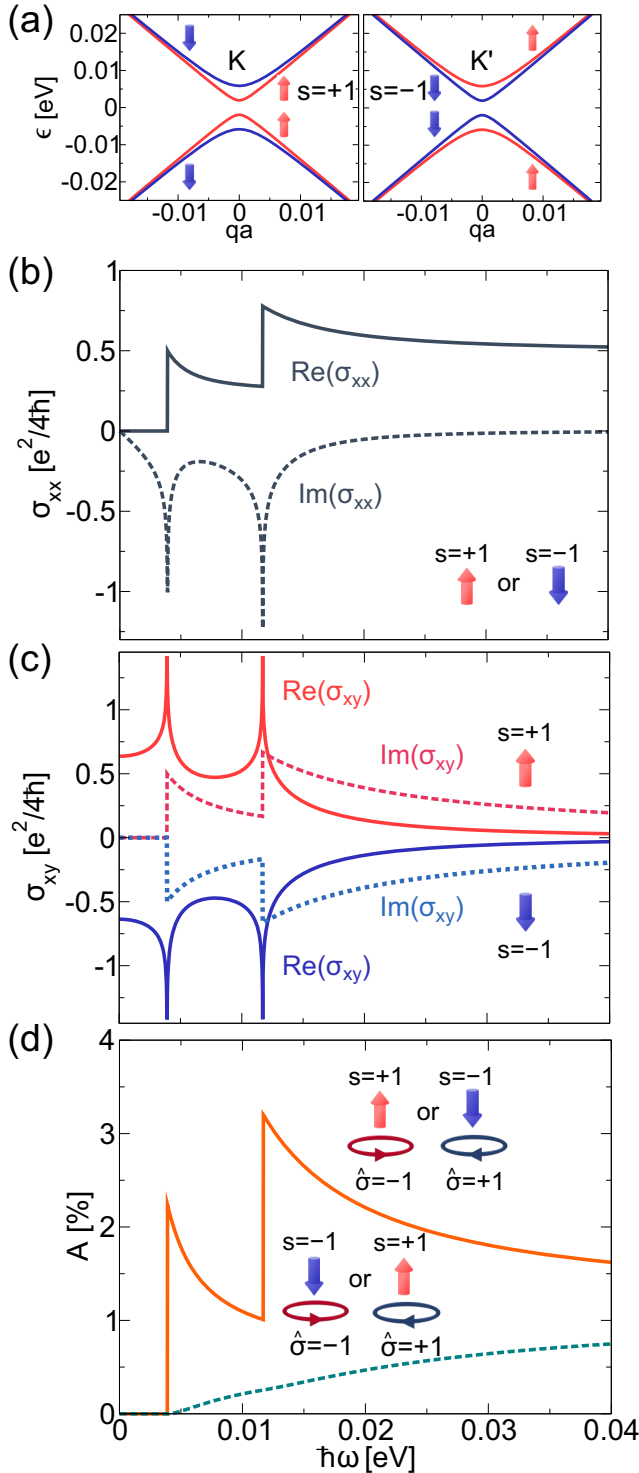 (a)
0.02
0.01
0
-0.01
-0.02
ϵ [eV]
K
s=+1
K'
s=−1
-0.01 0 0.01
qa
-0.01 0 0.01
qa
(b)
1
0.5
0
-0.5
-1
σxx [e²/4ħ]
Re(σxx)
Im(σxx)
s=+1 s=−1
or
(c)
1
0.5
0
-0.5
-1
σxy [e²/4ħ]
Re(σxy)
Im(σxy)
s=+1
Im(σxy)
s=−1
Re(σxy)
(d)
4
3
2
1
0
A [%]
s=+1 s=−1
or
σ̂=−1 σ̂=+1
s=−1 s=+1
or
σ̂=−1 σ̂=+1
0 0.01 0.02 0.03 0.04
ħω [eV]